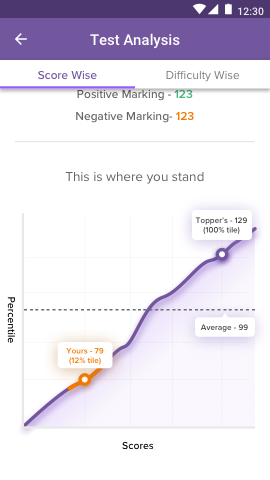 12:30
Test Analysis
Score Wise
Difficulty Wise
Positive Marking - 123
Negative Marking- 123
This is where you stand
Topper's - 129
(100% tile)
Average - 99
Yours - 79
(12% tile)
Percentile
Scores